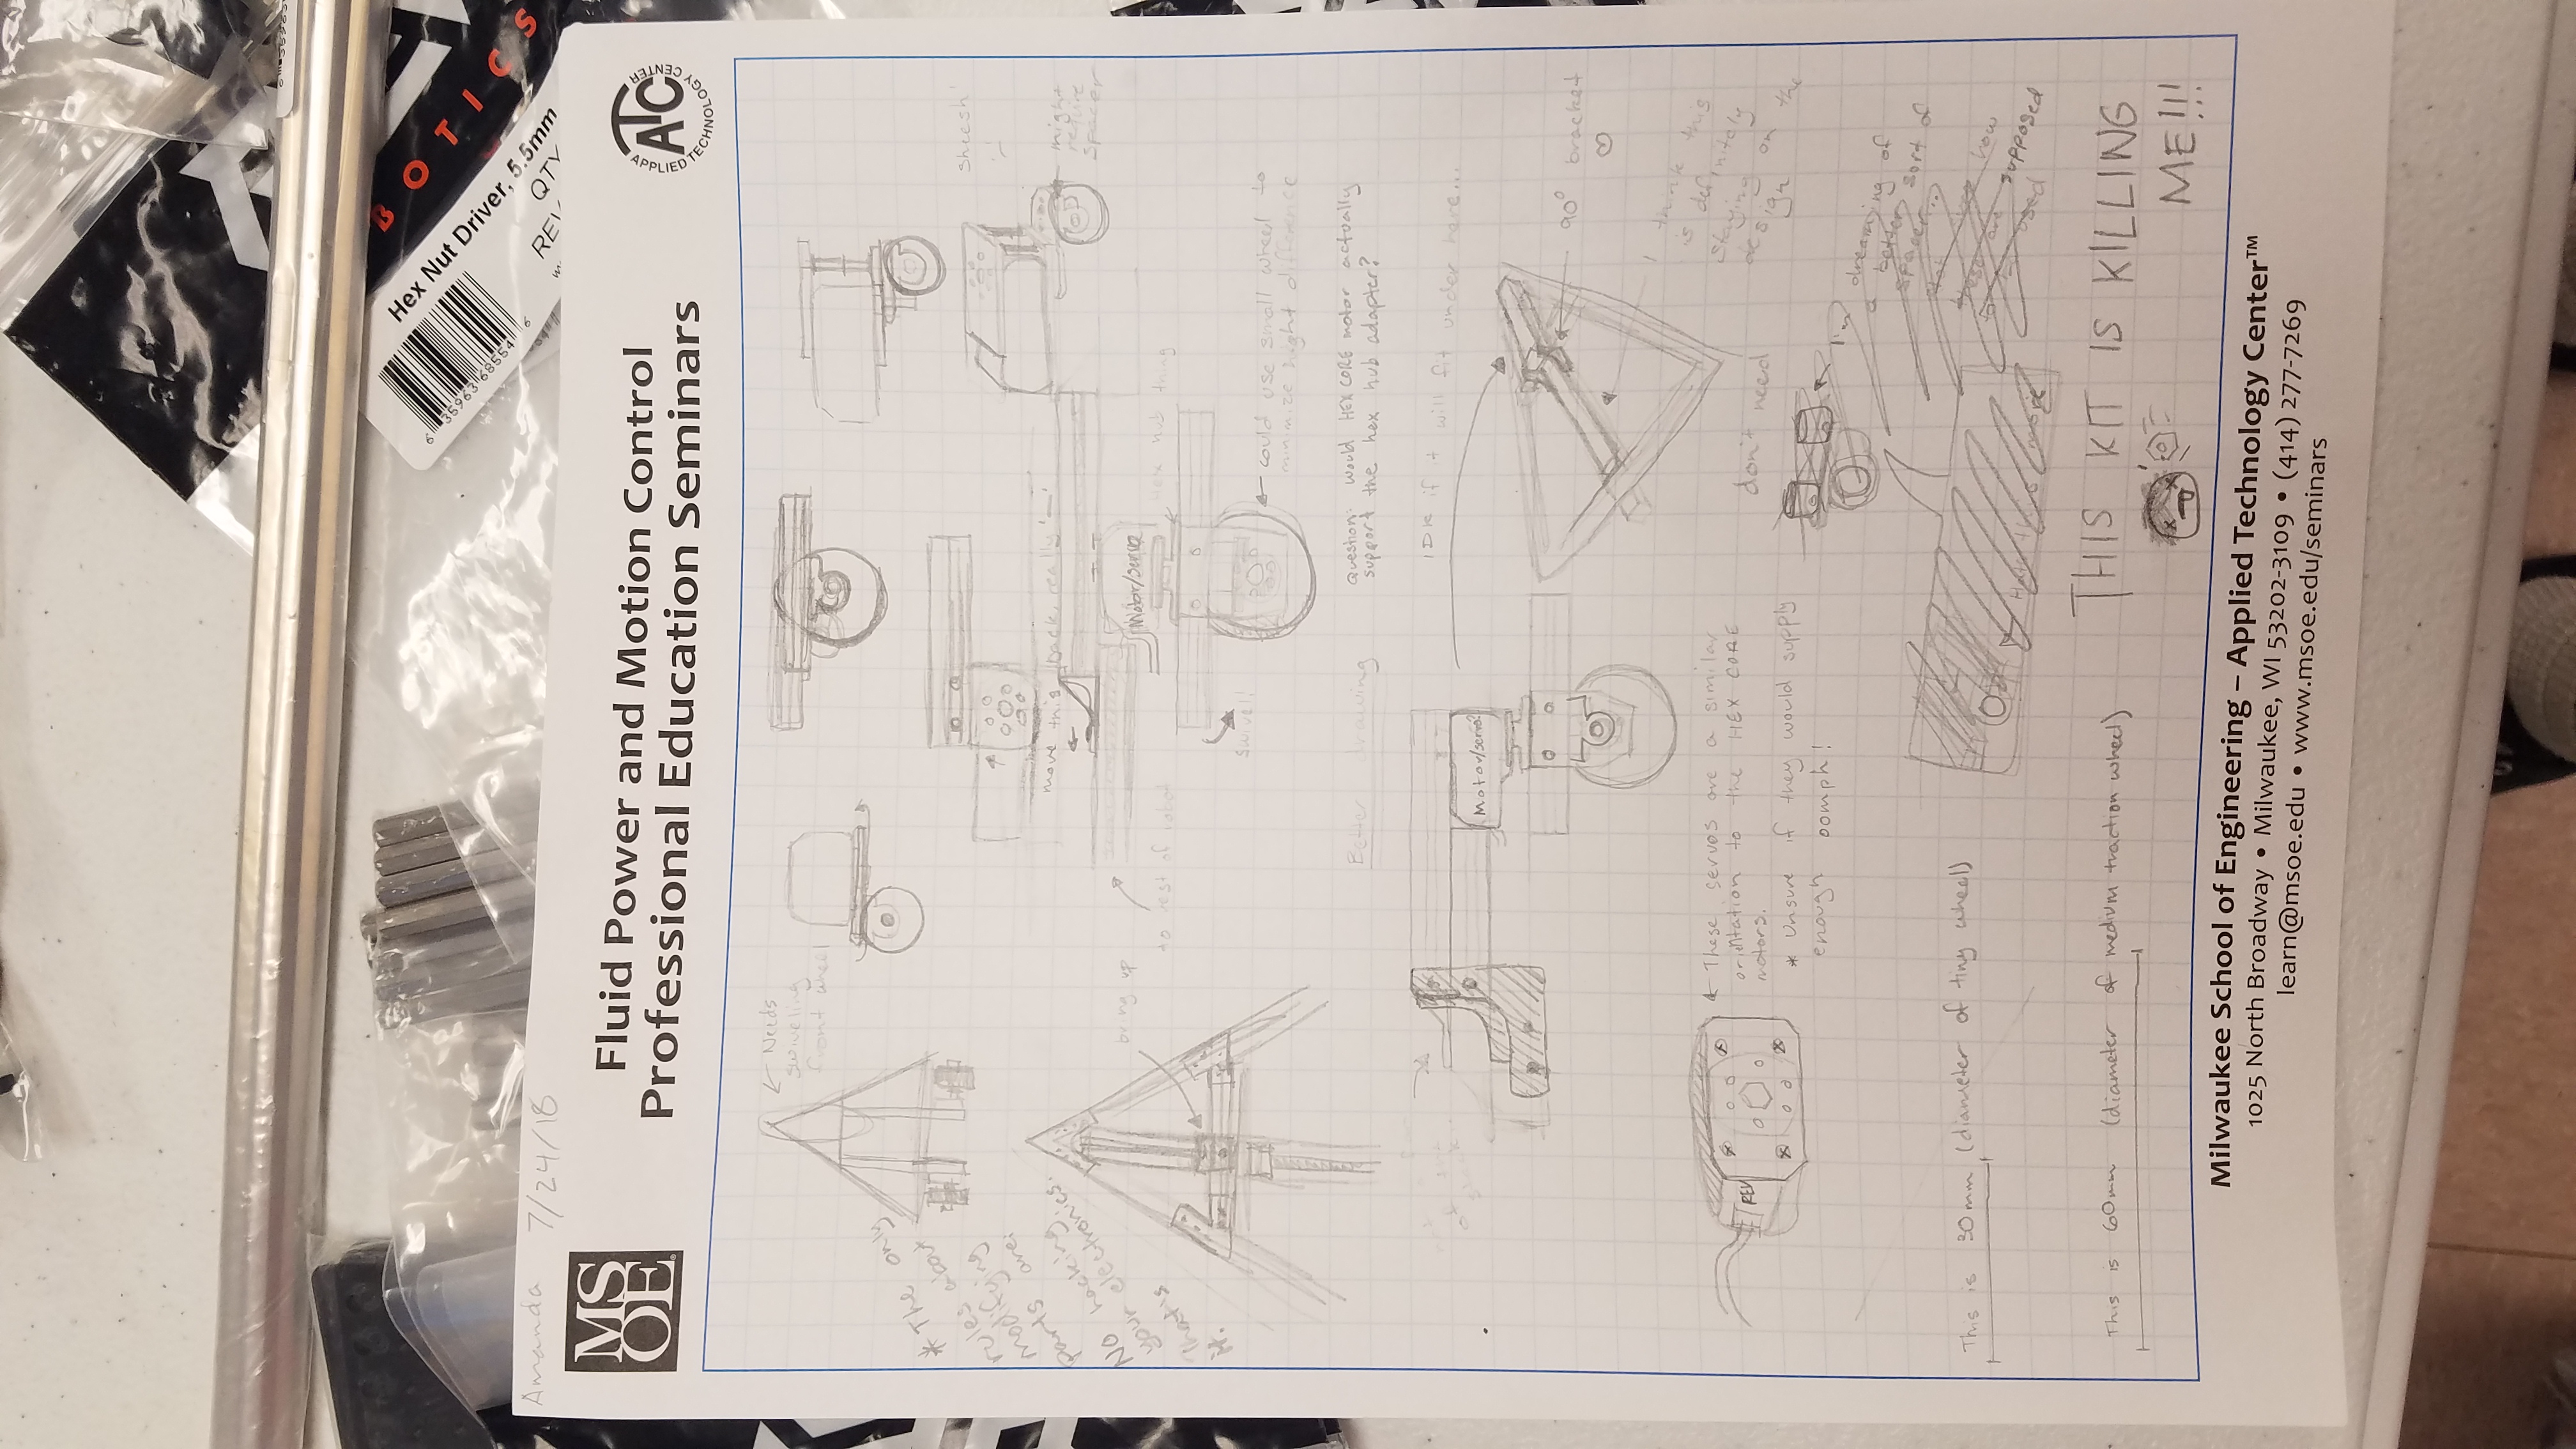 BOTICS
Hex Nut Driver, 5.5mm
QTY
REV
6 35963 68554 6
Amanda 7/24/18
MS
OE
Fluid Power and Motion Control
Professional Education Seminars
ATC
APPLIED TECHNOLOGY CENTER
← Needs
swiveling
front wheel
* The only
rules about
modifying
parts are:
No hacking
your electronics.
That's
it.
sheesh!
move this back, really
might
require
spacer
bring up
to rest of robot
Motor/servo
Hex hub thing
swivel!
could use small wheel to
minimize hight difference
Better drawing
Question: would HEX CORE motor actually
support the hex hub adapter?
IDK if it will fit under here...
Motor/servo?
90° bracket
I think this
is definitely
staying on the
design
REV
These servos are a similar
orientation to the HEX CORE
motors.
* Unsure if they would supply
enough oomph!
don't need
I'm dreaming of
a better sort of
spacer...
how
these are supposed
used
This is 30mm (diameter of tiny wheel)
This is 60mm (diameter of medium traction wheel)
THIS KIT IS KILLING
ME!!!
Milwaukee School of Engineering – Applied Technology Center™
1025 North Broadway • Milwaukee, WI 53202-3109 • (414) 277-7269
learn@msoe.edu • www.msoe.edu/seminars